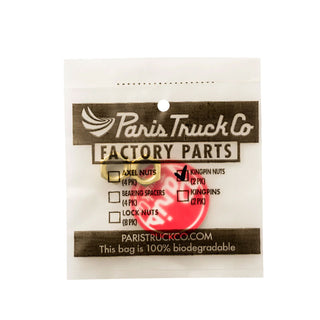 Paris Truck Co
FACTORY PARTS
AXEL NUTS
(4 PK)
KINGPIN NUTS
(2 PK)
BEARING SPACERS
(4 PK)
KINGPINS
(2 PK)
LOCK NUTS
(8 PK)
PARISTRUCKCO.COM
This bag is 100% biodegradable